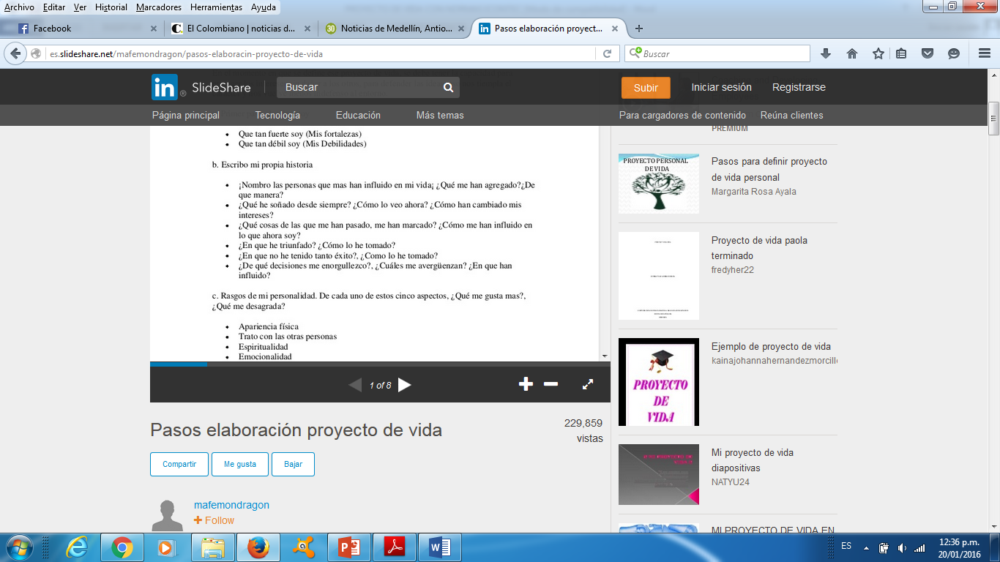 Archivo Editar Ver Historial Marcadores Herramientas Ayuda
Facebook
El Colombiano | noticias d...
30 Noticias de Medellín, Antio...
in Pasos elaboración proyect...
es.slideshare.net/mafemondragon/pasos-elaboracin-proyecto-de-vida
Buscar
in SlideShare
Buscar
Subir
Iniciar sesión
Registrarse
Página principal
Tecnología
Educación
Más temas
Para cargadores de contenido
Reúna clientes
• Que tan fuerte soy (Mis fortalezas)
• Que tan débil soy (Mis Debilidades)
b. Escribo mi propia historia
• ¡Nombro las personas que mas han influido en mi vida¡ ¿Qué me han agregado?¿De
que manera?
• ¿Qué he soñado desde siempre? ¿Cómo lo veo ahora? ¿Cómo han cambiado mis
intereses?
• ¿Qué cosas de las que me han pasado, me han marcado? ¿Cómo me han influido en
lo que ahora soy?
• ¿En que he triunfado? ¿Cómo lo he tomado?
• ¿En que no he tenido tanto éxito?, ¿Como lo he tomado?
• ¿De qué decisiones me enorgullezco?, ¿Cuáles me avergüenzan? ¿En que han
influido?
c. Rasgos de mi personalidad. De cada uno de estos cinco aspectos, ¿Qué me gusta mas?,
¿Qué me desagrada?
• Apariencia física
• Trato con las otras personas
• Espiritualidad
• Emocionalidad
1 of 8
Pasos elaboración proyecto de vida
229,859
vistas
Compartir
Me gusta
Bajar
mafemondragon
+ Follow
PREMIUM
PROYECTO PERSONAL
DE VIDA
Pasos para definir proyecto
de vida personal
Margarita Rosa Ayala
Proyecto de vida paola
terminado
fredyher22
PROYECTO
DE
VIDA
Ejemplo de proyecto de vida
kainajohannahernandezmorcill
Mi proyecto de vida
diapositivas
NATYU24
MI PROYECTO DE VIDA EN
ES
12:36 p.m.
20/01/2016